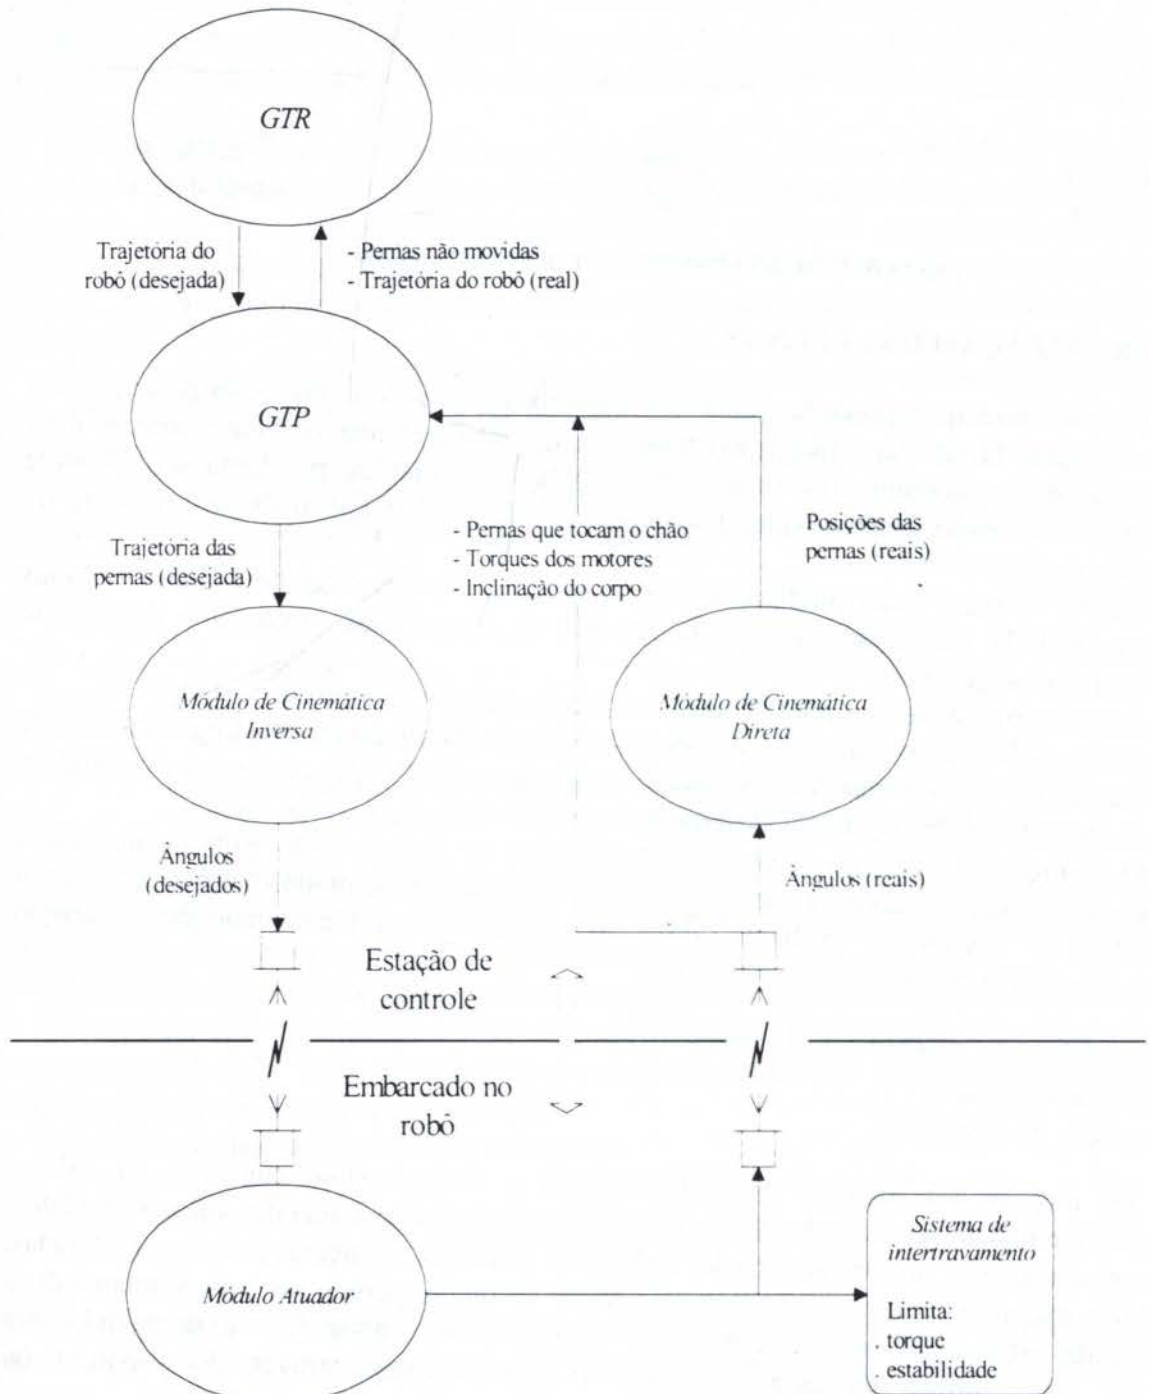 GTR
Trajetória do
robô (desejada)
- Pernas não movidas
- Trajetória do robô (real)
GTP
Trajetória das
pernas (desejada)
- Pernas que tocam o chão
- Torques dos motores
- Inclinação do corpo
Posições das
pernas (reais)
Módulo de Cinemática
Inversa
Módulo de Cinemática
Direta
Ângulos
(desejados)
Ângulos (reais)
Estação de
controle
Embarcado no
robô
Módulo Atuador
Sistema de
intertravamento
Limita:
. torque
. estabilidade